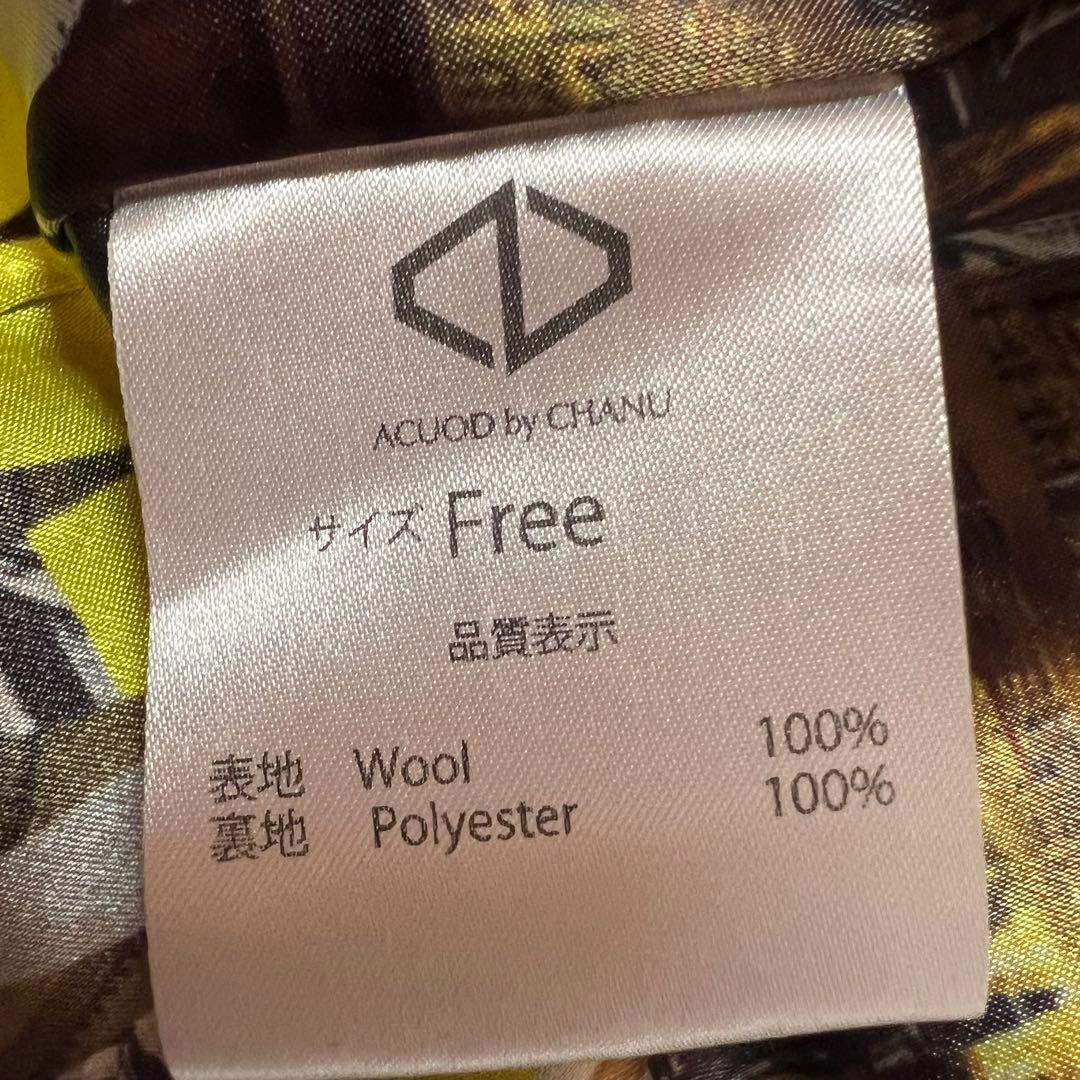 ACUOD by CHANU
サイズ Free
品質表示
表地 Wool 100%
裏地 Polyester 100%